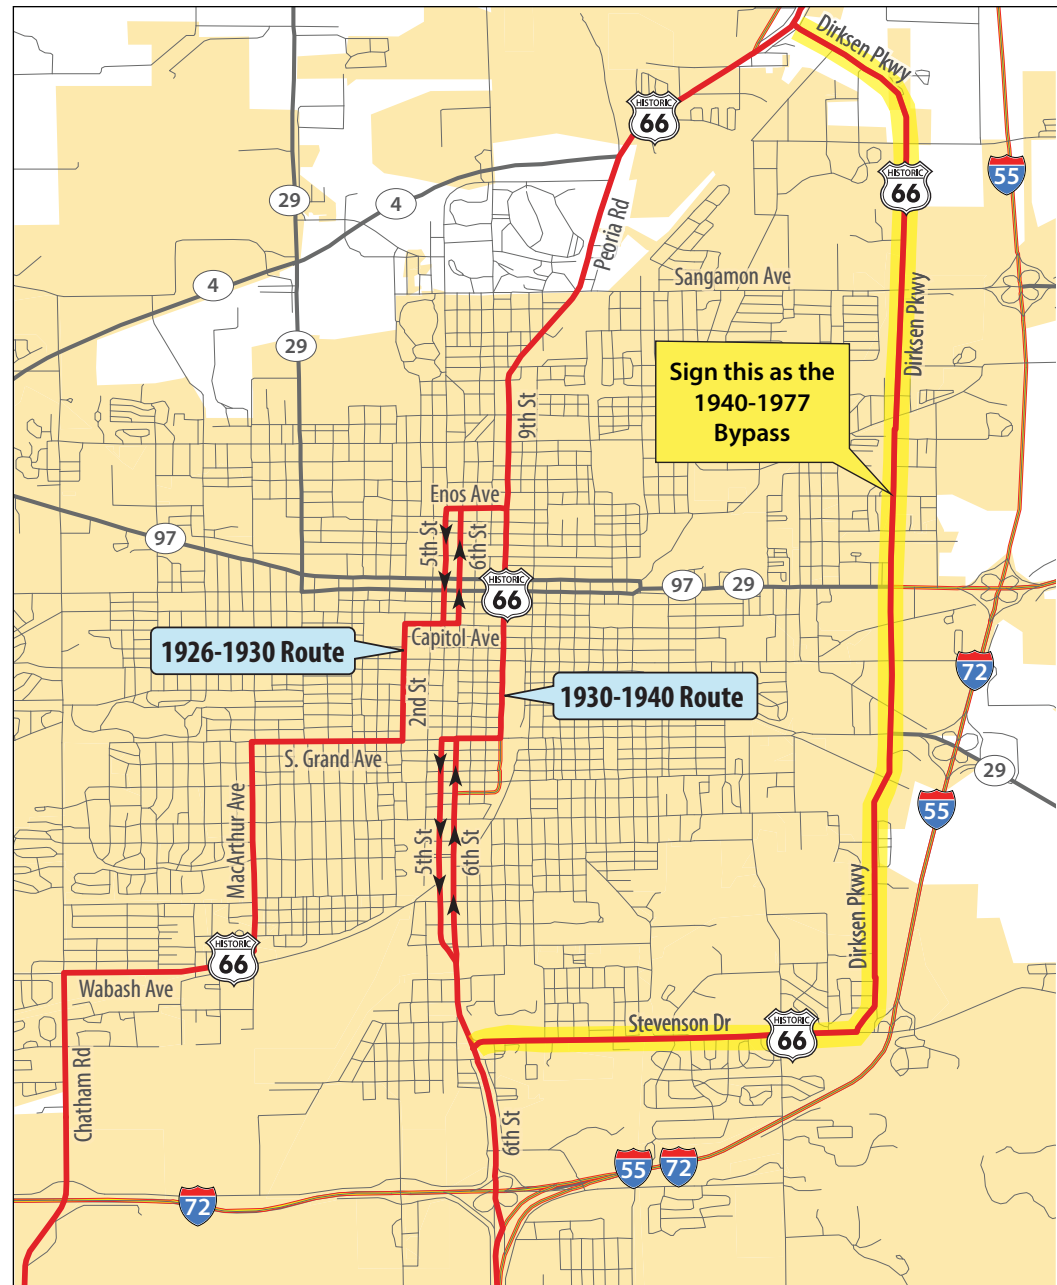 Dirksen Pkwy
HISTORIC
66
HISTORIC
66
55
29
4
Peoria Rd
Sangamon Ave
4
Dirksen Pkwy
29
Sign this as the
1940-1977
Bypass
9th St
Enos Ave
5th St
6th St
97
HISTORIC
66
97
29
Capitol Ave
1926-1930 Route
72
2nd St
1930-1940 Route
S. Grand Ave
29
MacArthur Ave
55
5th St
6th St
Dirksen Pkwy
HISTORIC
66
Wabash Ave
Stevenson Dr
HISTORIC
66
Chatham Rd
6th St
55
72
72